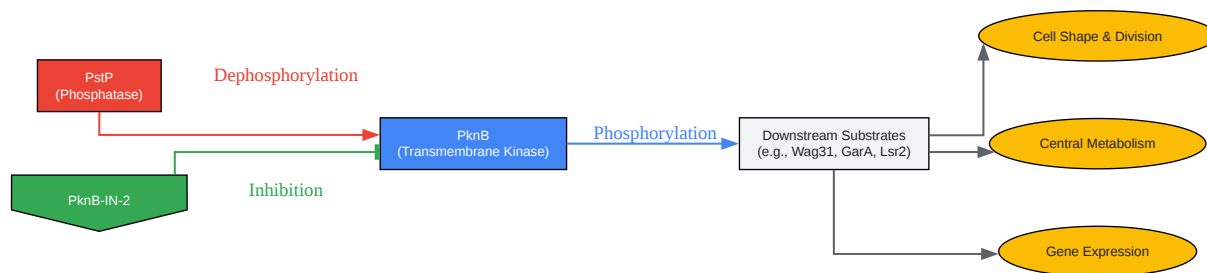 Cell Shape & Division
PstP
(Phosphatase)
Dephosphorylation
PknB
(Transmembrane Kinase)
Phosphorylation
Downstream Substrates
(e.g., Wag31, GarA, Lsr2)
Central Metabolism
PknB-IN-2
Inhibition
Gene Expression